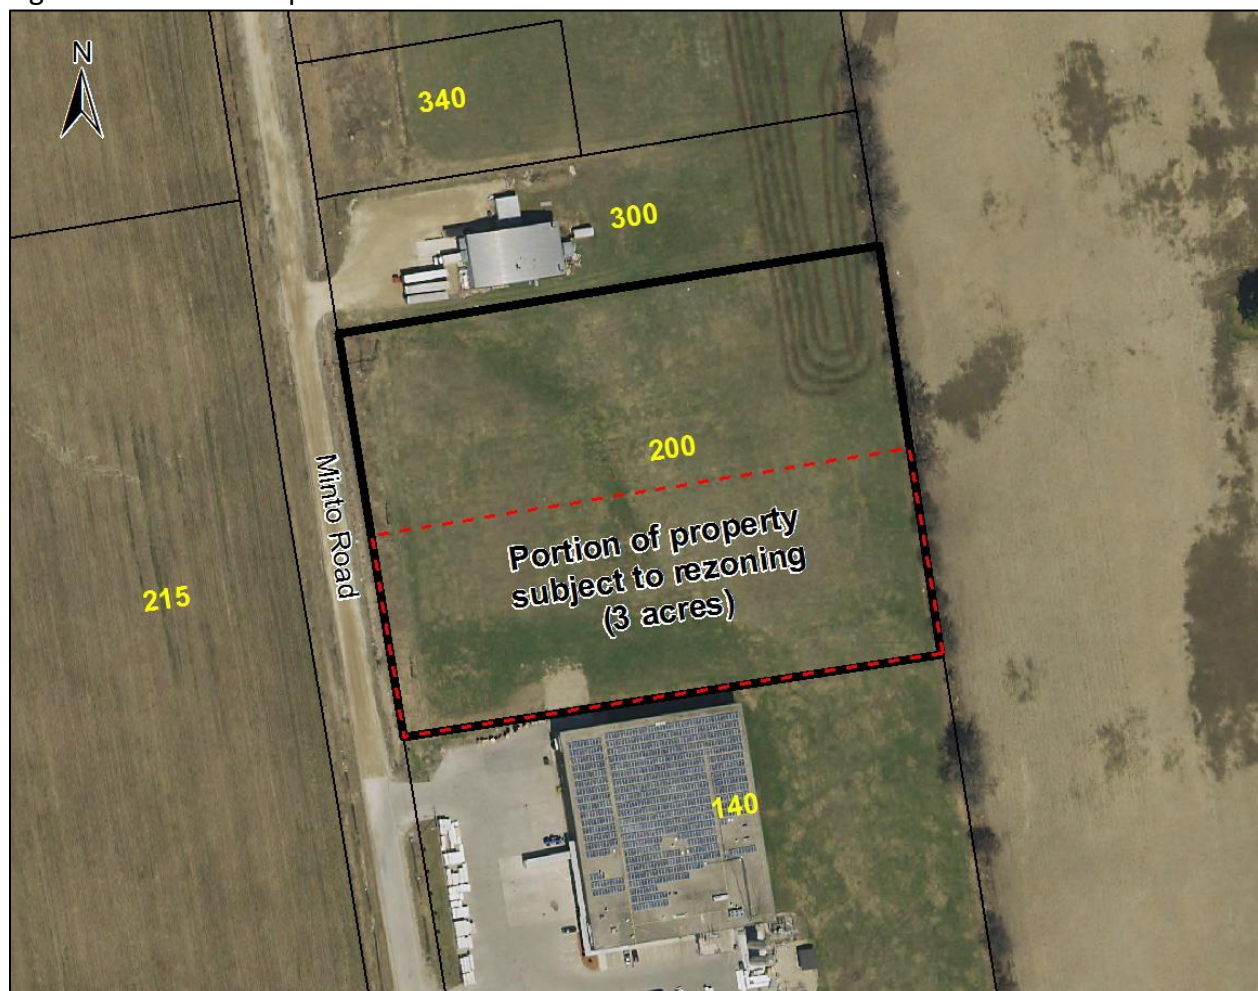 N
340
300
200
Minto Road
Portion of property
subject to rezoning
(3 acres)
215
140